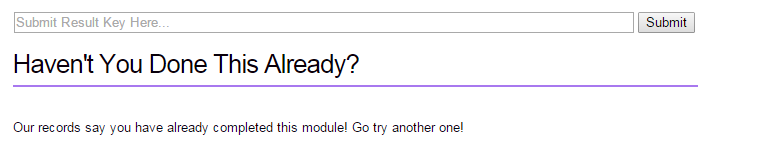 Submit Result Key Here... Submit
Haven't You Done This Already?
Our records say you have already completed this module! Go try another one!